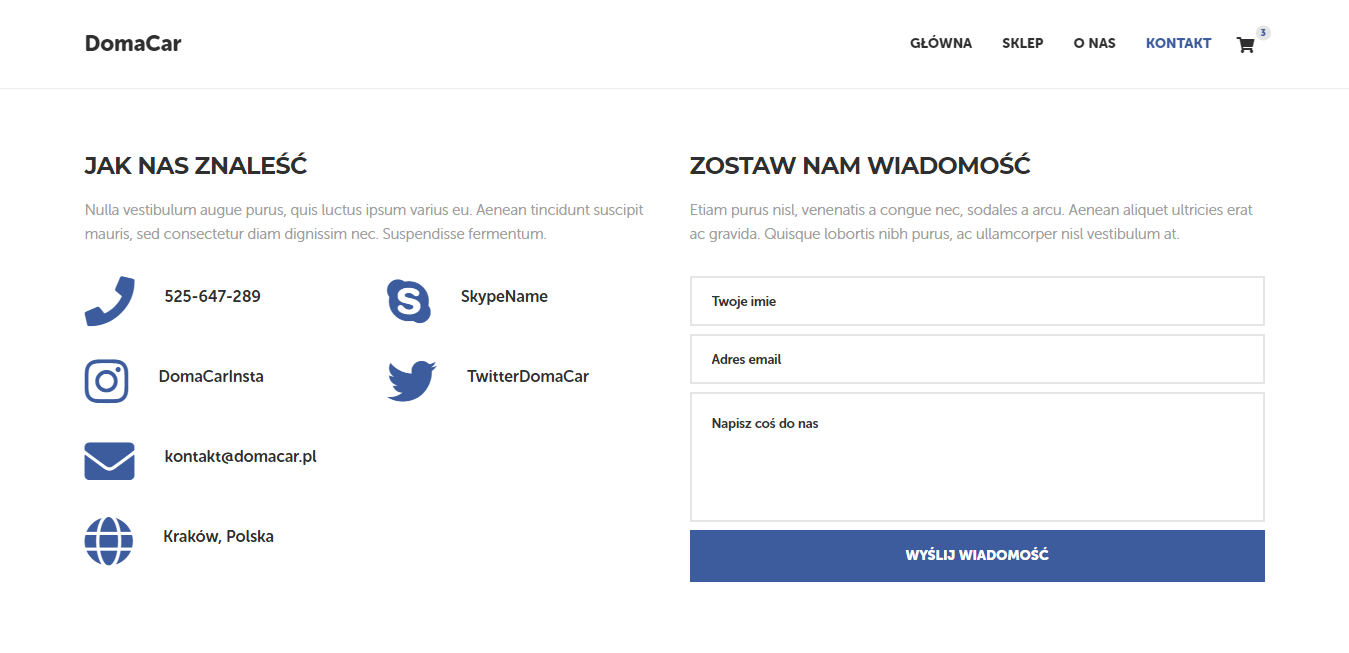 DomaCar
GŁÓWNA
SKLEP
O NAS
KONTAKT
3
JAK NAS ZNALEŚĆ
Nulla vestibulum augue purus, quis luctus ipsum varius eu. Aenean tincidunt suscipit
mauris, sed consectetur diam dignissim nec. Suspendisse fermentum.
525-647-289
SkypeName
DomaCarInsta
TwitterDomaCar
kontakt@domacar.pl
Kraków, Polska
ZOSTAW NAM WIADOMOŚĆ
Etiam purus nisl, venenatis a congue nec, sodales a arcu. Aenean aliquet ultricies erat
ac gravida. Quisque lobortis nibh purus, ac ullamcorper nisl vestibulum at.
Twoje imie
Adres email
Napisz coś do nas
WYŚLIJ WIADOMOŚĆ